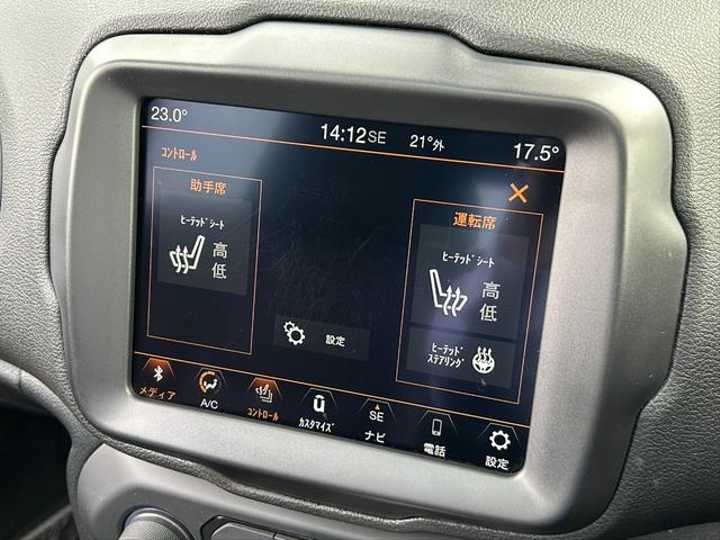 23.0°
14:12SE 21°外
17.5°
ｺﾝﾄﾛｰﾙ
助手席
ﾋｰﾃｯﾄﾞｼｰﾄ
高
低
運転席
ﾋｰﾃｯﾄﾞｼｰﾄ
高
低
ﾋｰﾃｯﾄﾞ
ｽﾃｱﾘﾝｸﾞ
設定
メディア
A/C
ｺﾝﾄﾛｰﾙ
ｶｽﾀﾏｲｽﾞ
SE
ナビ
電話
設定